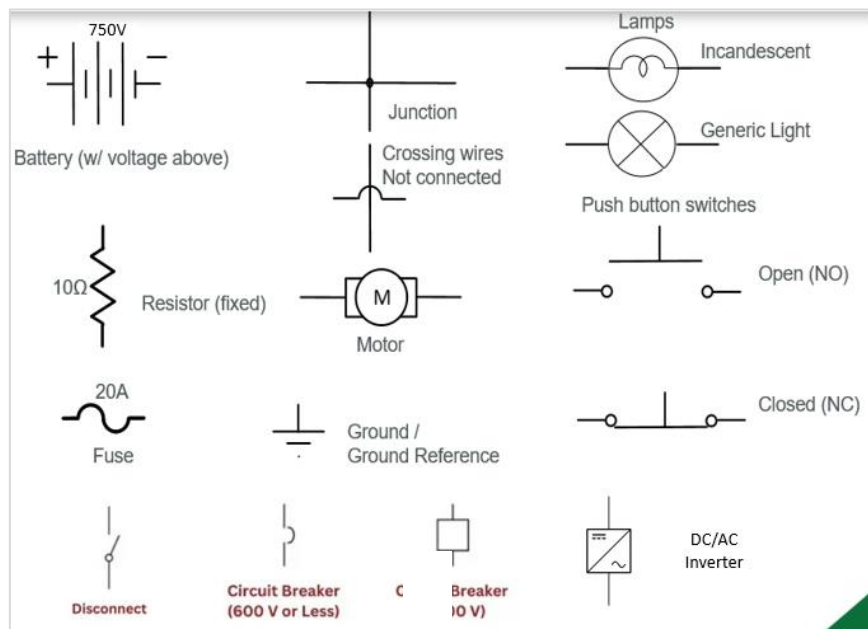 750V
+ −
Battery (w/ voltage above)
Junction
Crossing wires
Not connected
Lamps
Incandescent
Generic Light
Push button switches
Open (NO)
10Ω
Resistor (fixed)
M
Motor
20A
Fuse
Ground /
Ground Reference
Closed (NC)
Disconnect
Circuit Breaker
(600 V or Less)
Breaker
DC/AC
Inverter